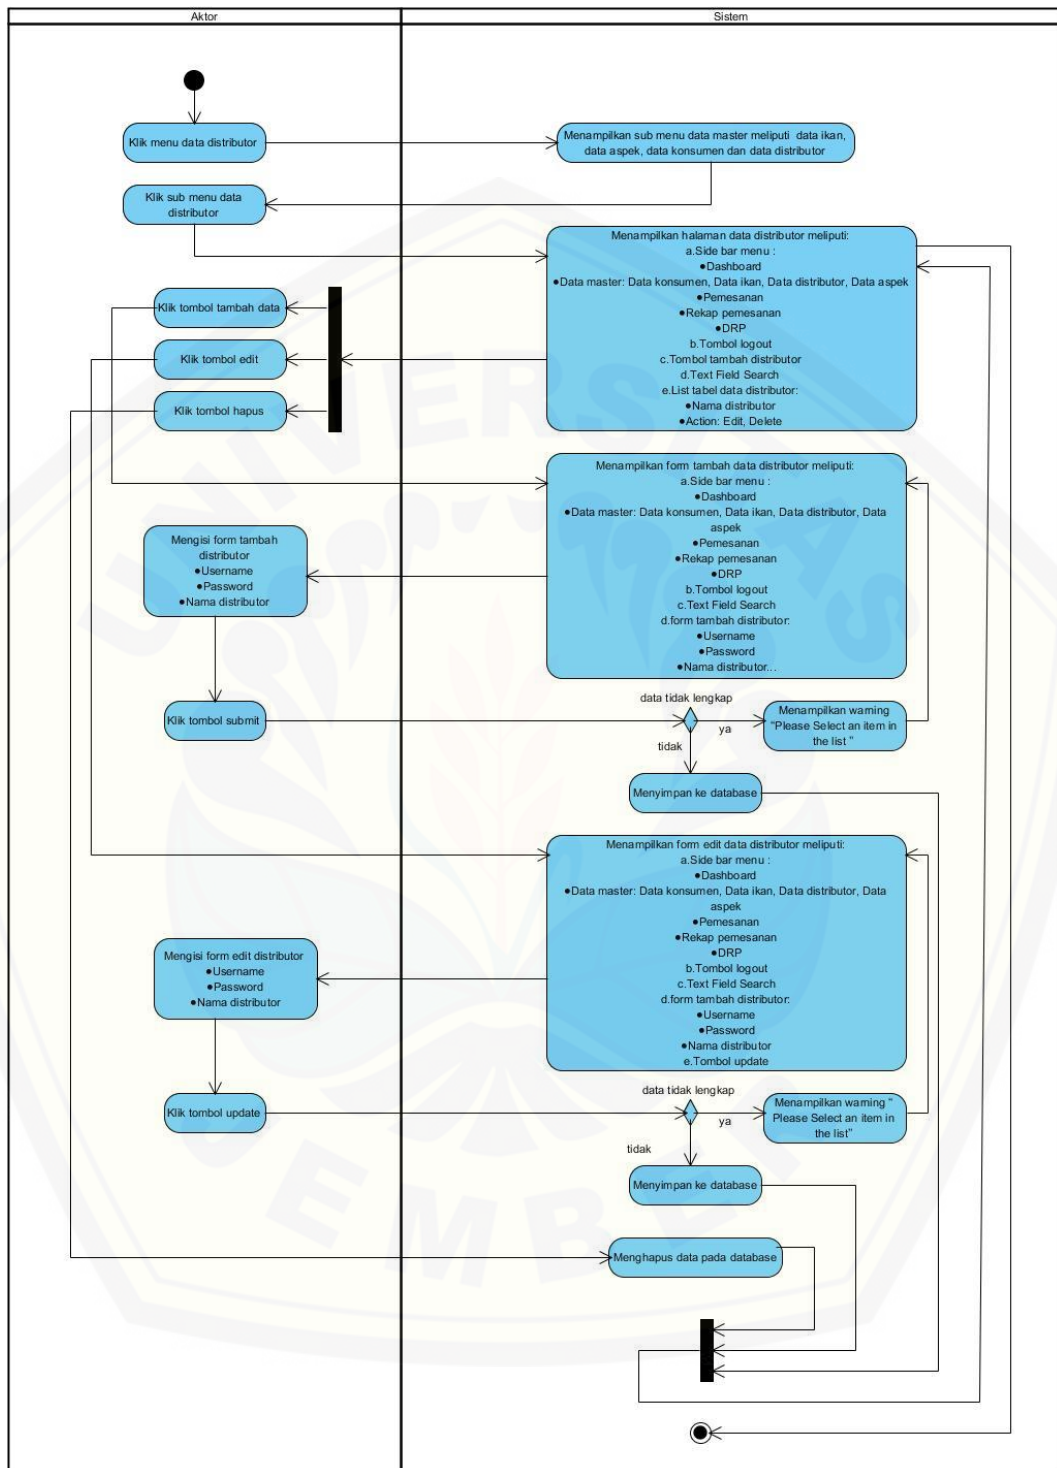 Aktor
Sistem
Klik menu data distributor
Menampilkan sub menu data master meliputi data ikan,
data aspek, data konsumen dan data distributor
Klik sub menu data
distributor
Menampilkan halaman data distributor meliputi:
a.Side bar menu :
●Dashboard
●Data master: Data konsumen, Data ikan, Data distributor, Data aspek
●Pemesanan
●Rekap pemesanan
●DRP
b.Tombol logout
c.Tombol tambah distributor
d.Text Field Search
e.List tabel data distributor:
●Nama distributor
●Action: Edit, Delete
Klik tombol tambah data
Klik tombol edit
Klik tombol hapus
Menampilkan form tambah data distributor meliputi:
a.Side bar menu :
●Dashboard
●Data master: Data konsumen, Data ikan, Data distributor, Data
aspek
●Pemesanan
●Rekap pemesanan
●DRP
b.Tombol logout
c.Text Field Search
d.form tambah distributor:
●Username
●Password
●Nama distributor...
Mengisi form tambah
distributor
●Username
●Password
●Nama distributor
Klik tombol submit
data tidak lengkap
ya
tidak
Menampilkan warning
"Please Select an item in
the list "
Menyimpan ke database
Menampilkan form edit data distributor meliputi:
a.Side bar menu :
●Dashboard
●Data master: Data konsumen, Data ikan, Data distributor, Data
aspek
●Pemesanan
●Rekap pemesanan
●DRP
b.Tombol logout
c.Text Field Search
d.form tambah distributor:
●Username
●Password
●Nama distributor
e.Tombol update
Mengisi form edit distributor
●Username
●Password
●Nama distributor
Klik tombol update
data tidak lengkap
ya
tidak
Menampilkan warning "
Please Select an item in
the list"
Menyimpan ke database
Menghapus data pada database
UNIVERSITAS
JEMBER